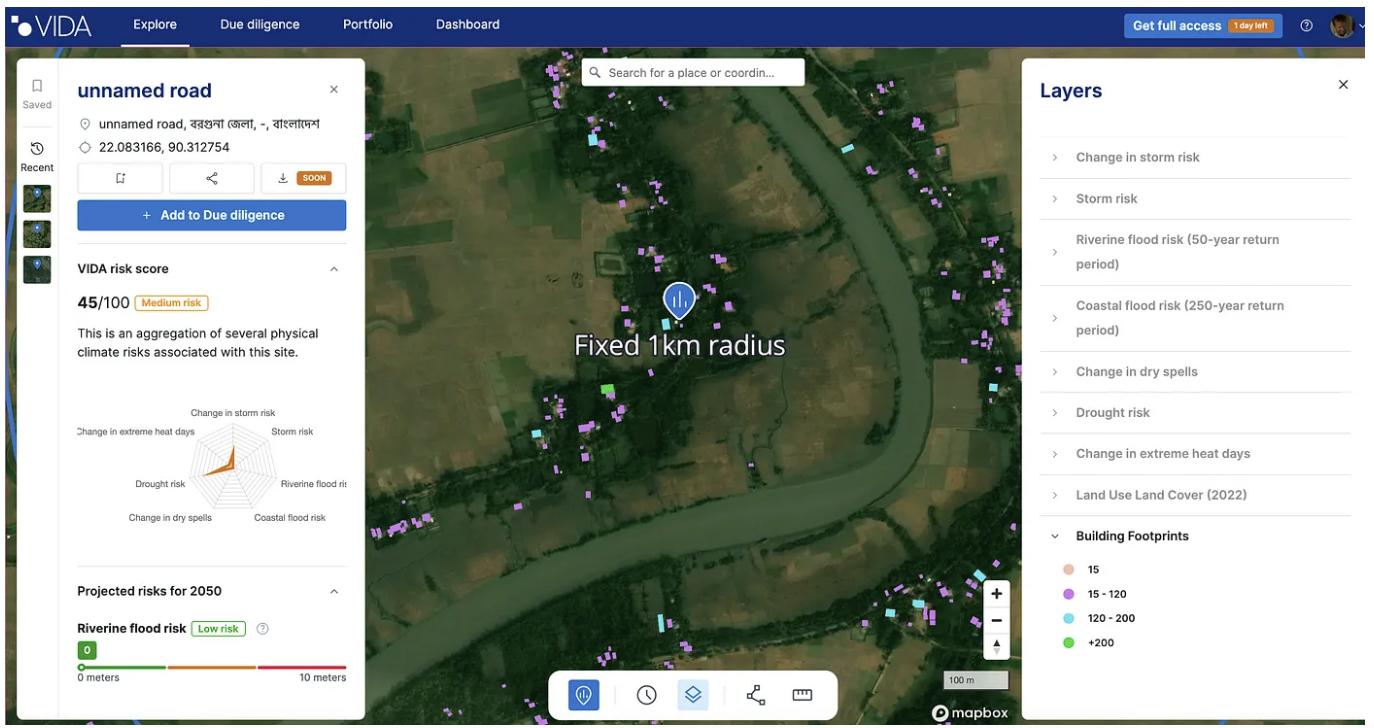 VIDA
Explore
Due diligence
Portfolio
Dashboard
Get full access
1 day left
Search for a place or coordin...
Saved
Recent
unnamed road
unnamed road, বরগুনা জেলা, -, বাংলাদেশ
22.083166, 90.312754
SOON
+ Add to Due diligence
VIDA risk score
45/100
Medium risk
This is an aggregation of several physical
climate risks associated with this site.
Change in storm risk
Change in extreme heat days
Storm risk
Drought risk
Riverine flood ris
Change in dry spells
Coastal flood risk
Projected risks for 2050
Riverine flood risk
Low risk
0
0 meters
10 meters
Fixed 1km radius
100 m
mapbox
Layers
Change in storm risk
Storm risk
Riverine flood risk (50-year return
period)
Coastal flood risk (250-year return
period)
Change in dry spells
Drought risk
Change in extreme heat days
Land Use Land Cover (2022)
Building Footprints
15
15 - 120
120 - 200
+200